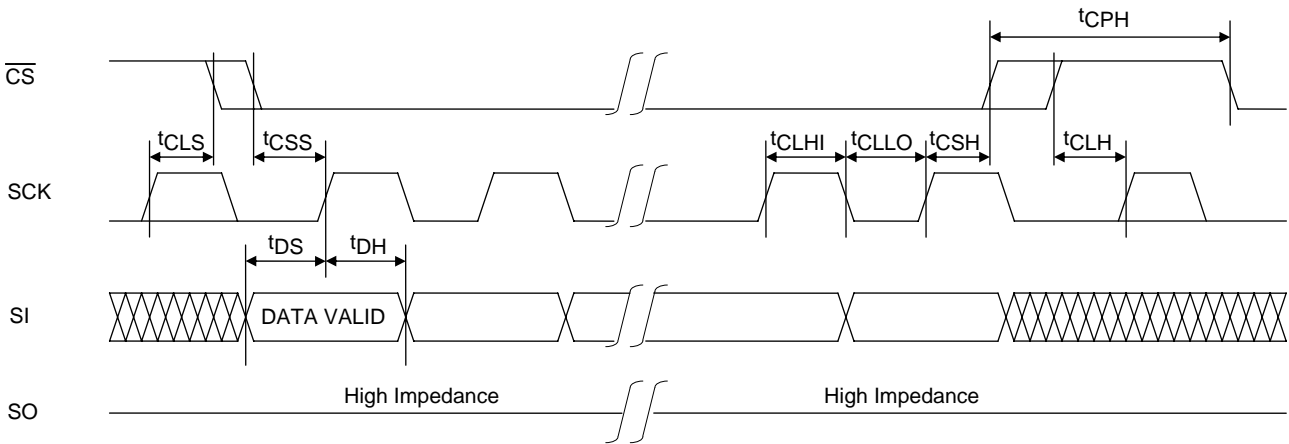 tCPH
CS
tCLS
tCSS
tCLHI
tCLLO
tCSH
tCLH
SCK
tDS
tDH
SI
DATA VALID
High Impedance
High Impedance
SO